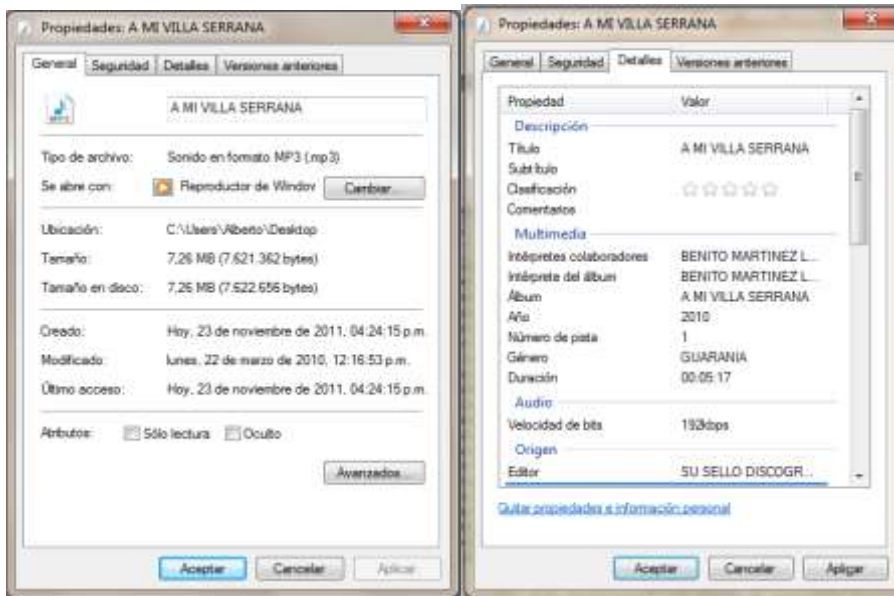 Propiedades: A MI VILLA SERRANA
General Seguridad Detalles Versiones anteriores
A MI VILLA SERRANA
Tipo de archivo: Sonido en formato MP3 (.mp3)
Se abre con: Reproductor de Window Cambiar...
Ubicación: C:\Users\Alberto\Desktop
Tamaño: 7,26 MB (7.621.362 bytes)
Tamaño en disco: 7,26 MB (7.622.656 bytes)
Creado: Hoy, 23 de noviembre de 2011, 04:24:15 p.m.
Modificado: lunes, 22 de marzo de 2010, 12:16:53 p.m.
Último acceso: Hoy, 23 de noviembre de 2011, 04:24:15 p.m.
Atributos: Sólo lectura Oculto
Avanzados...
Aceptar Cancelar Aplicar
Propiedades: A MI VILLA SERRANA
General Seguridad Detalles Versiones anteriores
Propiedad Valor
Descripción
Título A MI VILLA SERRANA
Subtítulo
Clasificación
Comentarios
Multimedia
Intérpretes colaboradores BENITO MARTINEZ L...
Intérprete del álbum BENITO MARTINEZ L...
Álbum A MI VILLA SERRANA
Año 2010
Número de pista 1
Género GUARANIA
Duración 00:05:17
Audio
Velocidad de bits 192kbps
Origen
Editor SU SELLO DISCOGR...
Quitar propiedades e información personal
Aceptar Cancelar Aplicar